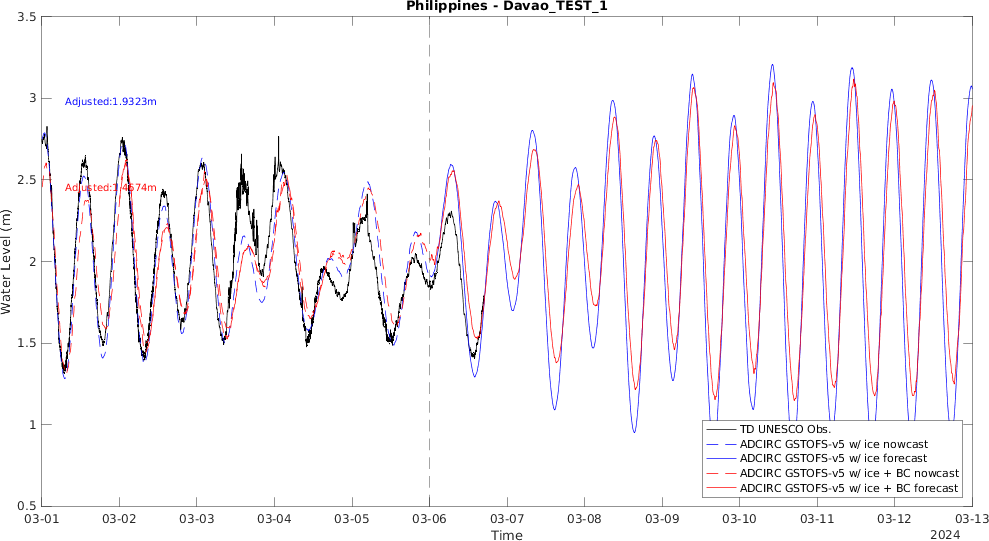 Philippines - Davao_TEST_1
3.5
3
2.5
2
1.5
1
0.5
Water Level (m)
Adjusted:1.9323m
Adjusted:1.4674m
TD UNESCO Obs.
ADCIRC GSTOFS-v5 w/ ice nowcast
ADCIRC GSTOFS-v5 w/ ice forecast
ADCIRC GSTOFS-v5 w/ ice + BC nowcast
ADCIRC GSTOFS-v5 w/ ice + BC forecast
03-01 03-02 03-03 03-04 03-05 03-06 03-07 03-08 03-09 03-10 03-11 03-12 03-13
Time
2024